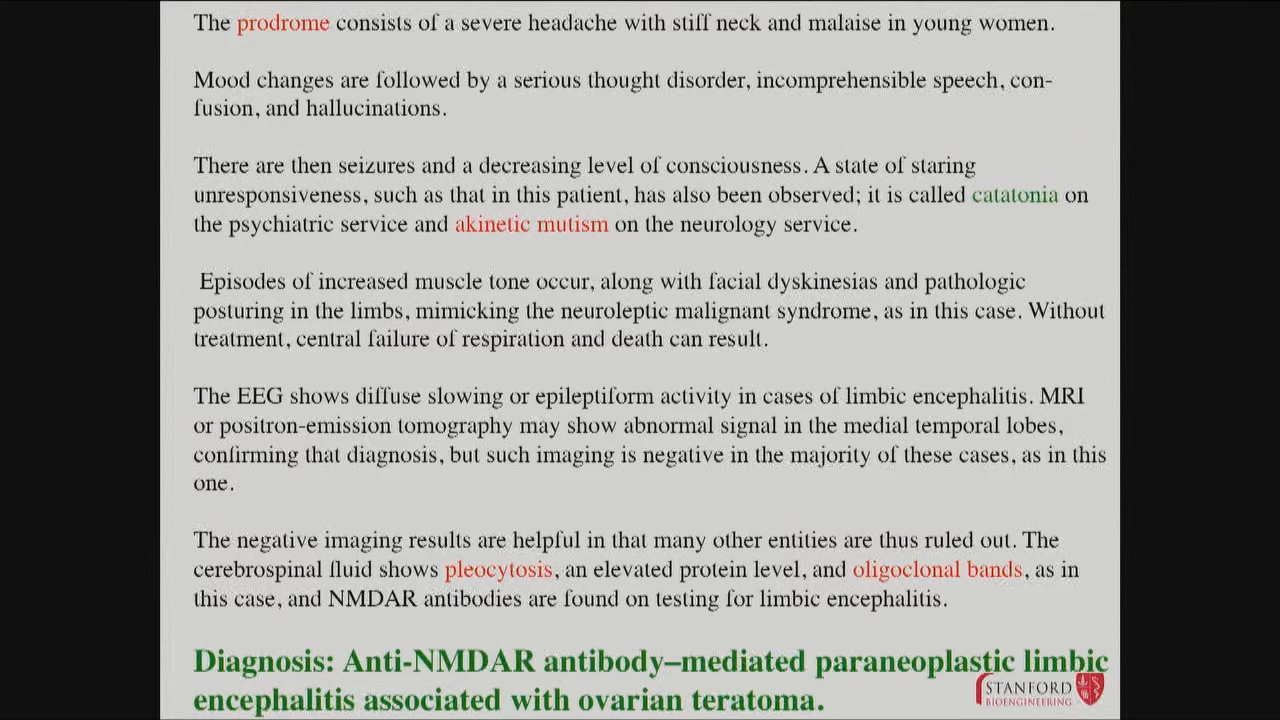 The prodrome consists of a severe headache with stiff neck and malaise in young women.
Mood changes are followed by a serious thought disorder, incomprehensible speech, con-
fusion, and hallucinations.
There are then seizures and a decreasing level of consciousness. A state of staring
unresponsiveness, such as that in this patient, has also been observed; it is called catatonia on
the psychiatric service and akinetic mutism on the neurology service.
Episodes of increased muscle tone occur, along with facial dyskinesias and pathologic
posturing in the limbs, mimicking the neuroleptic malignant syndrome, as in this case. Without
treatment, central failure of respiration and death can result.
The EEG shows diffuse slowing or epileptiform activity in cases of limbic encephalitis. MRI
or positron-emission tomography may show abnormal signal in the medial temporal lobes,
confirming that diagnosis, but such imaging is negative in the majority of these cases, as in this
one.
The negative imaging results are helpful in that many other entities are thus ruled out. The
cerebrospinal fluid shows pleocytosis, an elevated protein level, and oligoclonal bands, as in
this case, and NMDAR antibodies are found on testing for limbic encephalitis.
Diagnosis: Anti-NMDAR antibody–mediated paraneoplastic limbic
encephalitis associated with ovarian teratoma.
STANFORD
BIOENGINEERING